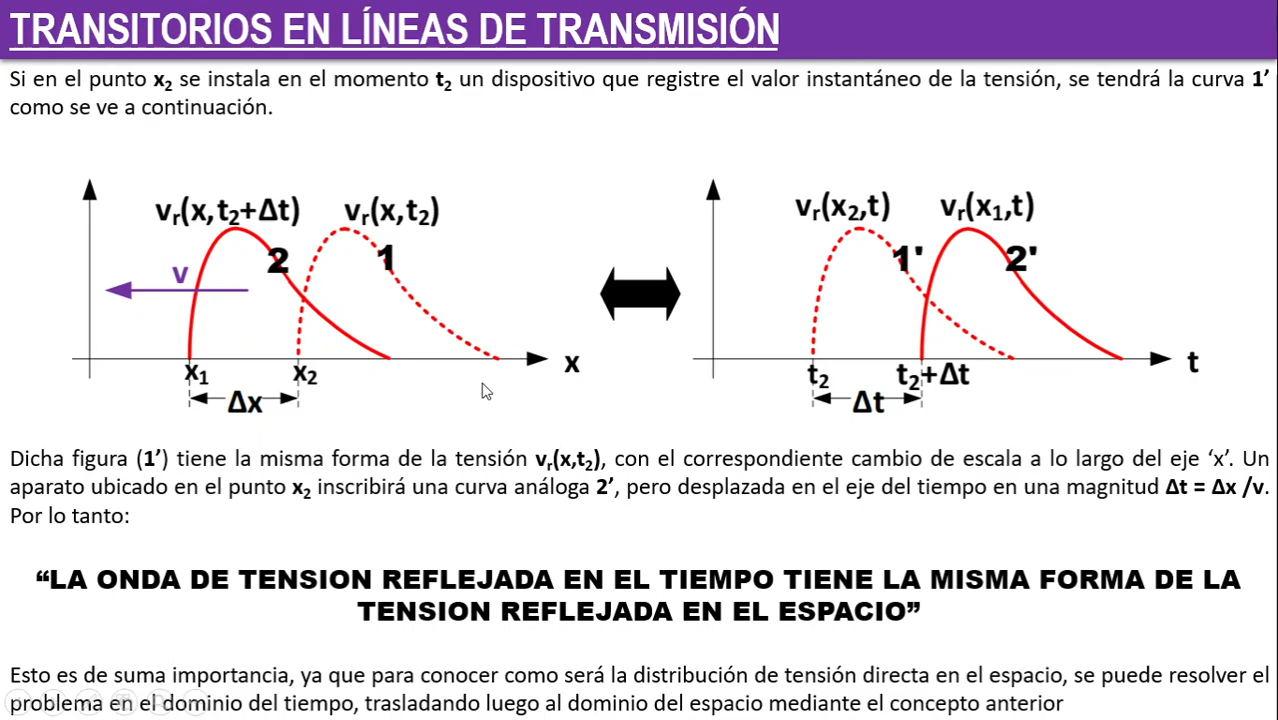 TRANSITORIOS EN LÍNEAS DE TRANSMISIÓN
Si en el punto x₂ se instala en el momento t₂ un dispositivo que registre el valor instantáneo de la tensión, se tendrá la curva 1’
como se ve a continuación.
vᵣ(x,t₂+Δt) vᵣ(x,t₂)
2 1
v
x₁ x₂ x
Δx
vᵣ(x₂,t) vᵣ(x₁,t)
1' 2'
t₂ t₂+Δt t
Δt
Dicha figura (1’) tiene la misma forma de la tensión vᵣ(x,t₂), con el correspondiente cambio de escala a lo largo del eje ‘x’. Un
aparato ubicado en el punto x₂ inscribirá una curva análoga 2’, pero desplazada en el eje del tiempo en una magnitud Δt = Δx /v.
Por lo tanto:
“LA ONDA DE TENSION REFLEJADA EN EL TIEMPO TIENE LA MISMA FORMA DE LA
TENSION REFLEJADA EN EL ESPACIO”
Esto es de suma importancia, ya que para conocer como será la distribución de tensión directa en el espacio, se puede resolver el
problema en el dominio del tiempo, trasladando luego al dominio del espacio mediante el concepto anterior